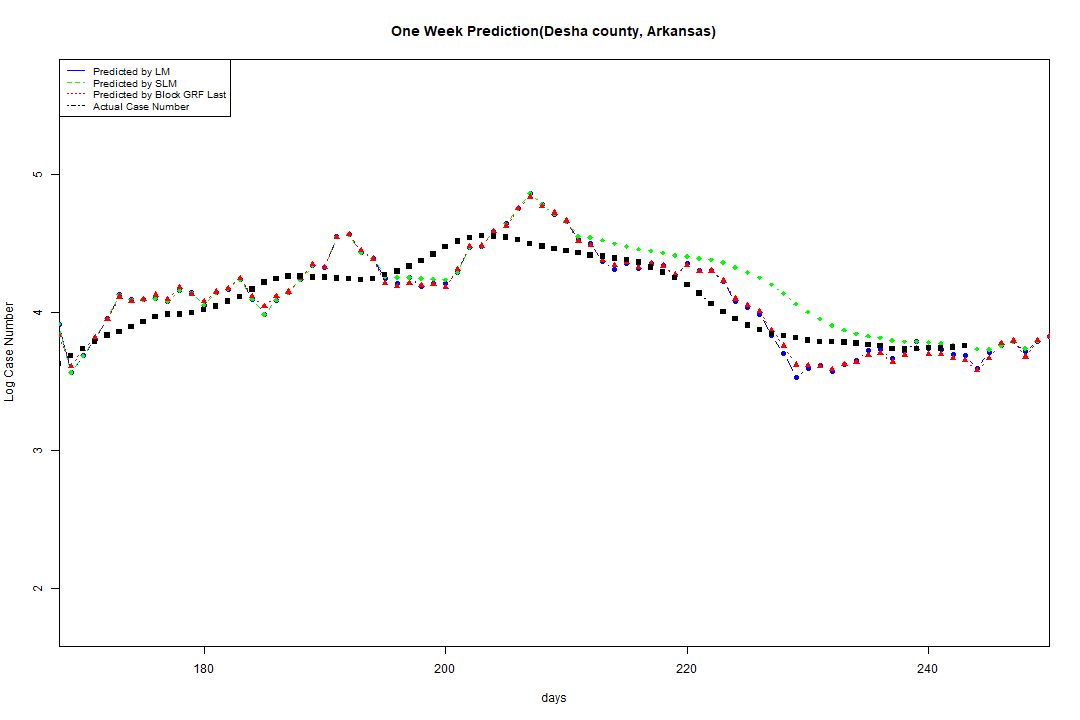 One Week Prediction(Desha county, Arkansas)
Predicted by LM
Predicted by SLM
Predicted by Block GRF Last
Actual Case Number
5
4
3
2
Log Case Number
180 200 220 240
days